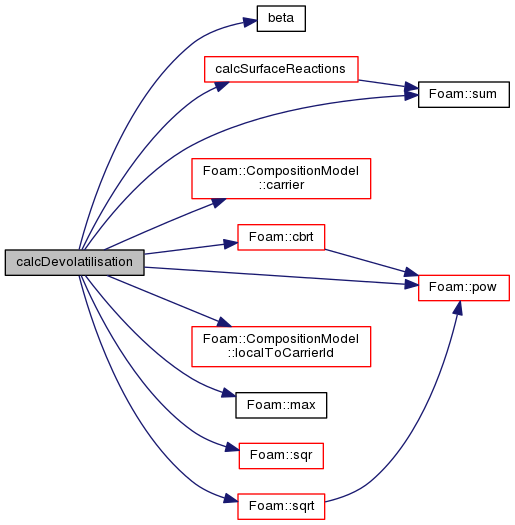 beta
calcSurfaceReactions
Foam::sum
Foam::CompositionModel
::carrier
Foam::cbrt
calcDevolatilisation
Foam::pow
Foam::CompositionModel
::localToCarrierId
Foam::max
Foam::sqr
Foam::sqrt